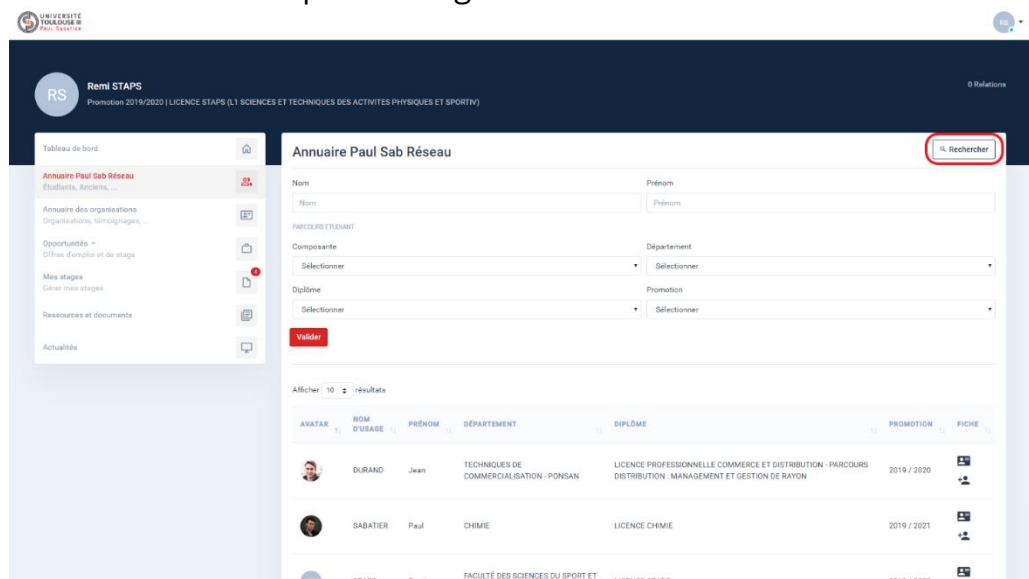 UNIVERSITÉ
TOULOUSE III
PAUL SABATIER
RS
RS
Remi STAPS
Promotion 2019/2020 | LICENCE STAPS (L1 SCIENCES ET TECHNIQUES DES ACTIVITES PHYSIQUES ET SPORTIV)
0 Relations
Tableau de bord
Annuaire Paul Sab Réseau
Étudiants, Anciens, ...
Annuaire des organisations
Organisations, témoignages, ...
Opportunités
Offres d'emploi et de stage
Mes stages
Gérer mes stages
4
Ressources et documents
Actualités
Annuaire Paul Sab Réseau
Rechercher
Nom
Prénom
Nom
Prénom
PARCOURS ETUDIANT
Composante
Département
Sélectionner
Sélectionner
Diplôme
Promotion
Sélectionner
Sélectionner
Valider
Afficher 10 résultats
AVATAR NOM D'USAGE PRÉNOM DÉPARTEMENT DIPLÔME PROMOTION FICHE
DURAND Jean TECHNIQUES DE COMMERCIALISATION - PONSAN LICENCE PROFESSIONNELLE COMMERCE ET DISTRIBUTION - PARCOURS DISTRIBUTION : MANAGEMENT ET GESTION DE RAYON 2019 / 2020
SABATIER Paul CHIMIE LICENCE CHIMIE 2019 / 2021
FACULTÉ DES SCIENCES DU SPORT ET